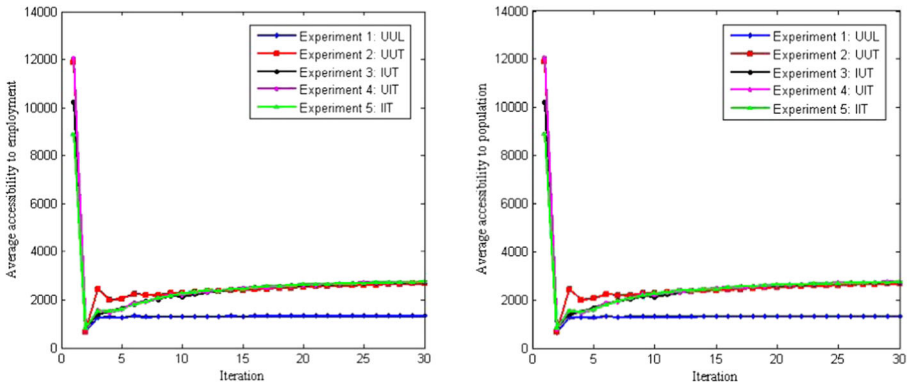 14000
12000
10000
8000
6000
4000
2000
0
Average accessibility to employment
Experiment 1: UUL
Experiment 2: UUT
Experiment 3: IUT
Experiment 4: UIT
Experiment 5: IIT
0 5 10 15 20 25 30
Iteration
14000
12000
10000
8000
6000
4000
2000
0
Average accessibility to population
Experiment 1: UUL
Experiment 2: UUT
Experiment 3: IUT
Experiment 4: UIT
Experiment 5: IIT
0 5 10 15 20 25 30
Iteration